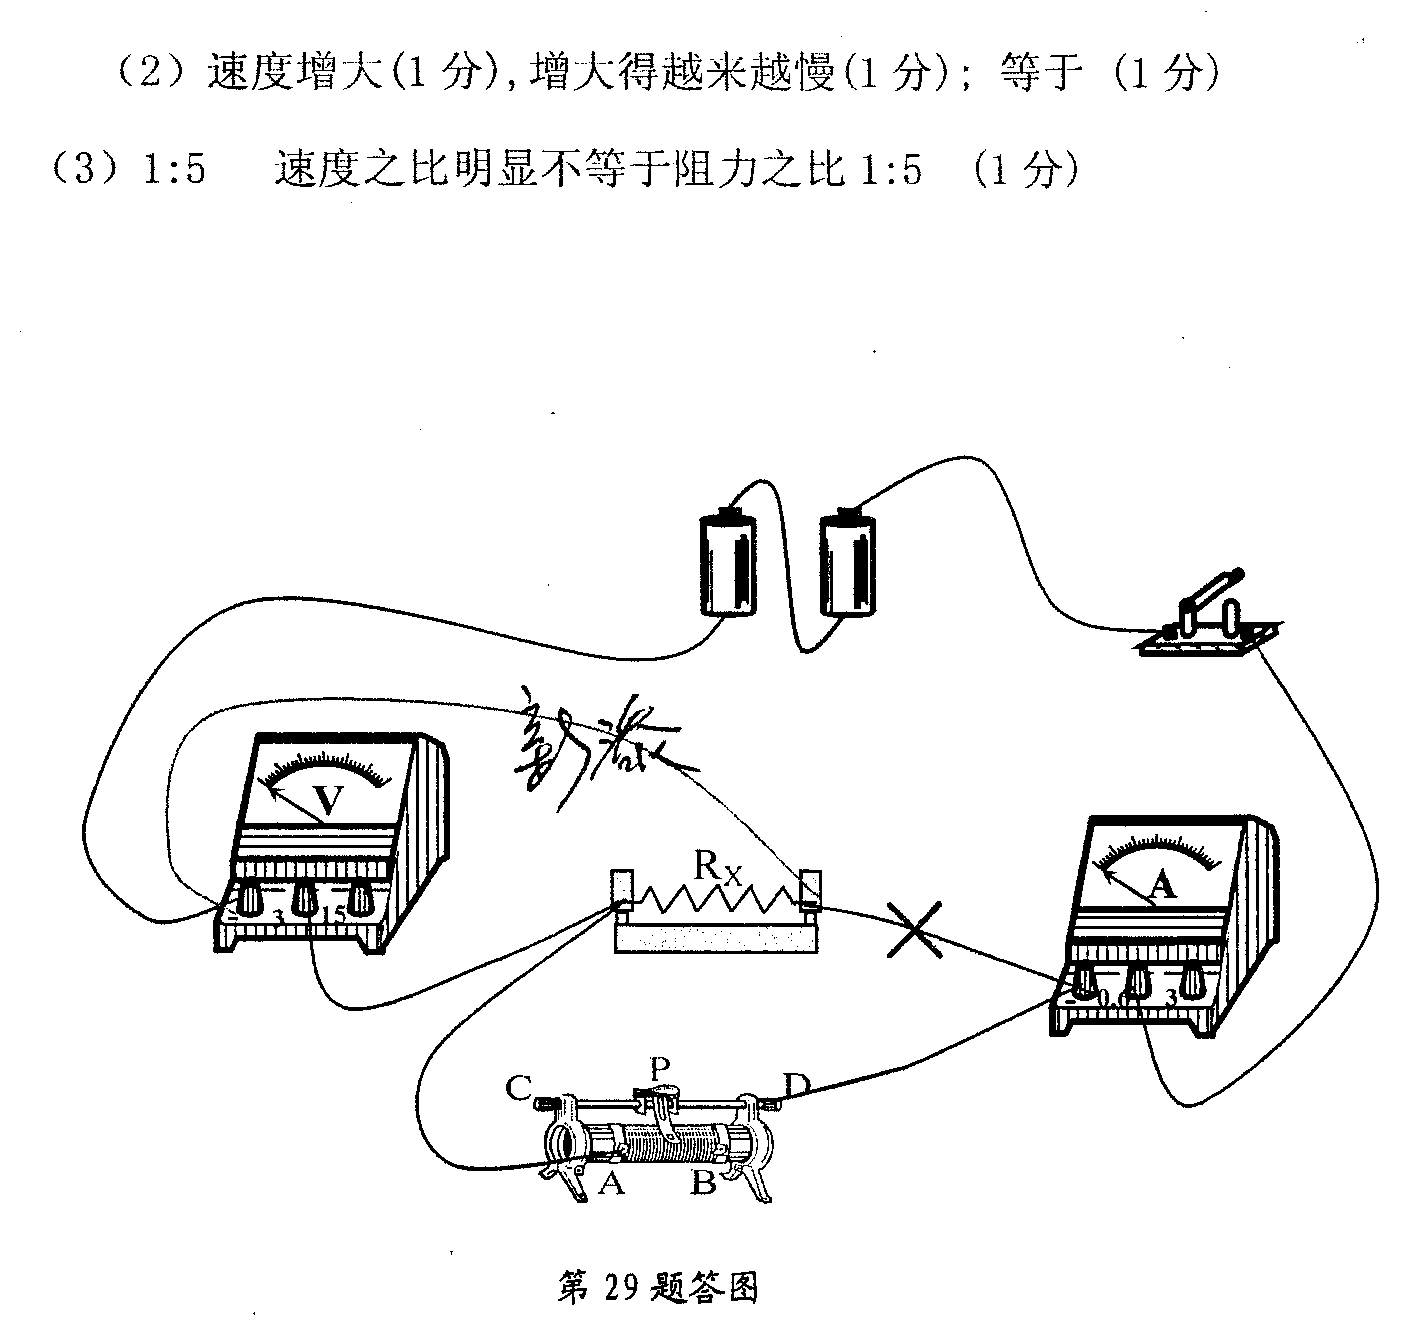 (2) 速度增大(1分),增大得越来越慢(1分); 等于 (1分)
(3) 1:5 速度之比明显不等于阻力之比1:5 (1分)
V
- 3 15
R_X
A
- 0.6 3
C P D
A B
第 29 题答图